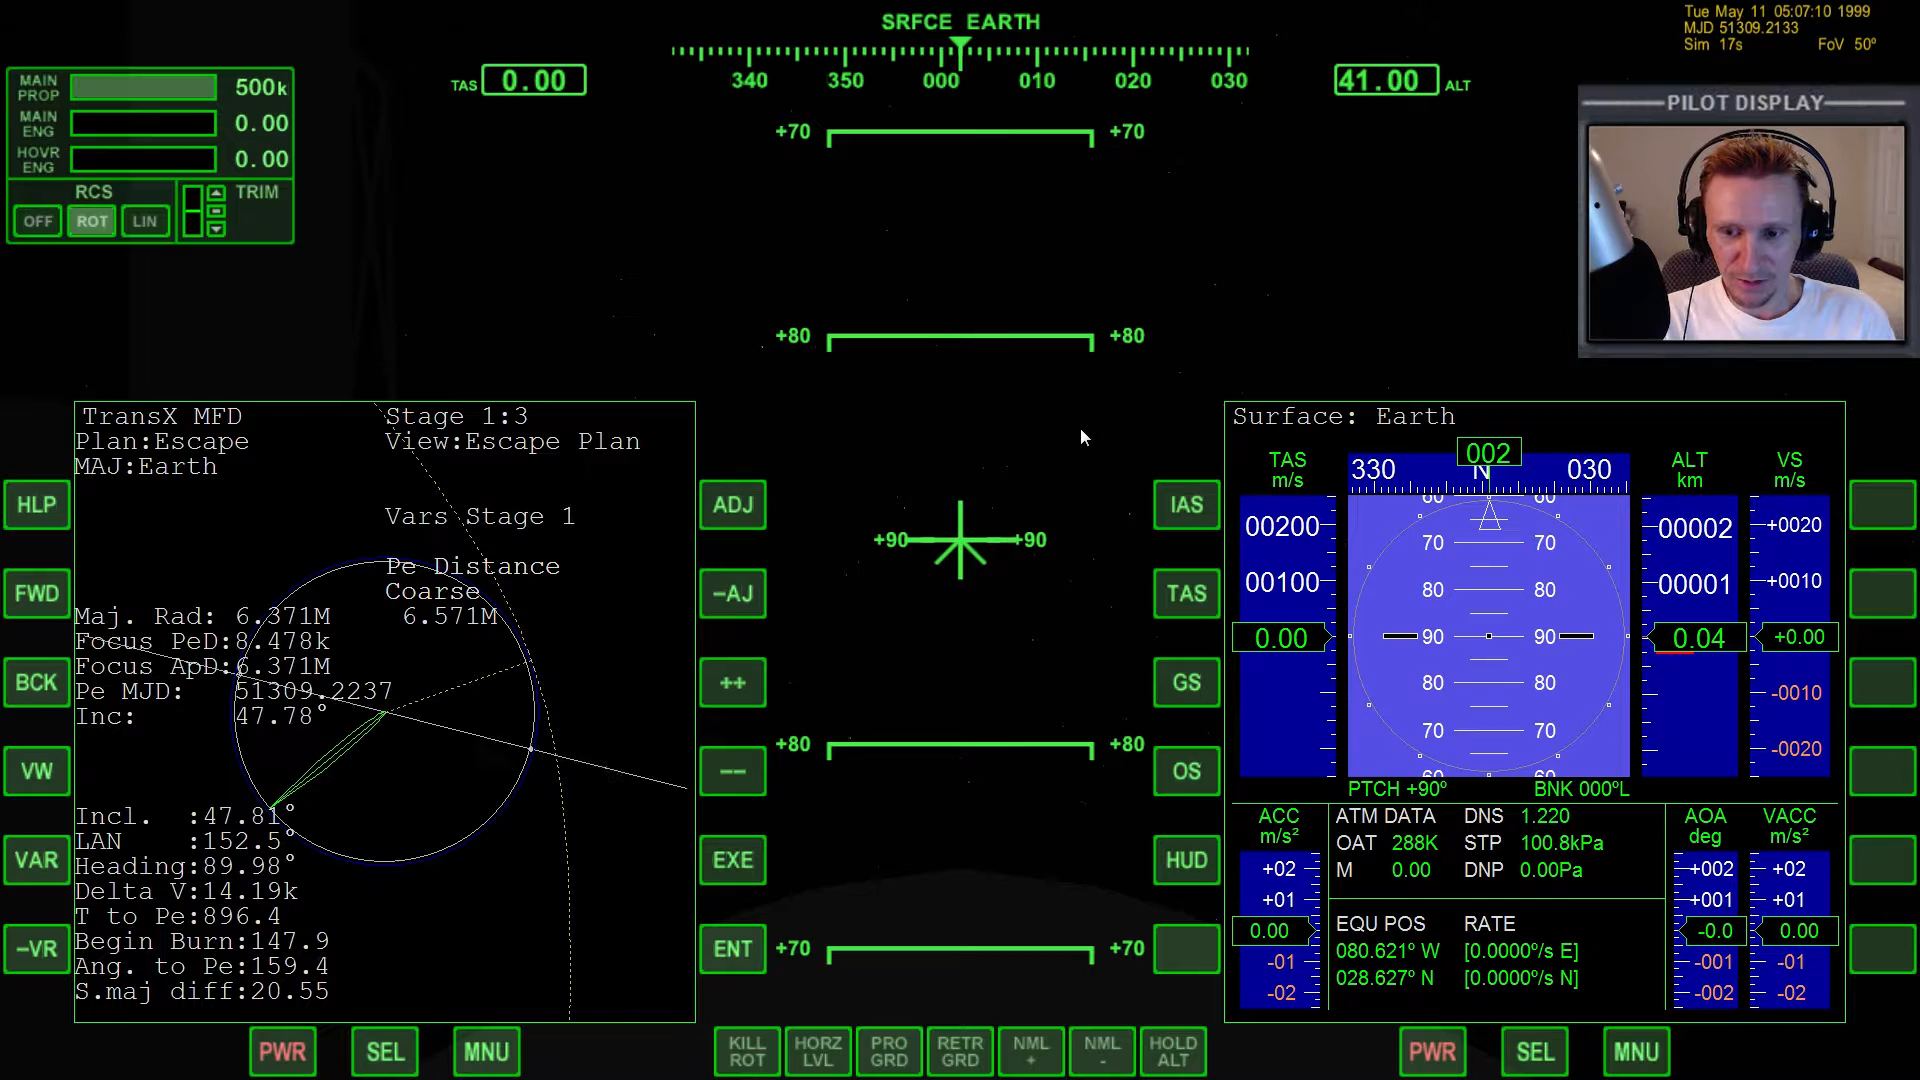 SRFCE EARTH
Tue May 11 05:07:10 1999
MJD 51309.2133
Sim 17s FoV 50º
MAIN PROP 500k
MAIN ENG 0.00
HOVR ENG 0.00
RCS TRIM
OFF ROT LIN
TAS 0.00
340 350 000 010 020 030
41.00 ALT
PILOT DISPLAY
+70 +70
+80 +80
+90 +90
+80 +80
+70 +70
TransX MFD Stage 1:3
Plan:Escape View:Escape Plan
MAJ:Earth
Vars Stage 1
Pe Distance
Coarse
Maj. Rad: 6.371M 6.571M
Focus PeD:8.478k
Focus ApD:6.371M
Pe MJD: 51309.2237
Inc: 47.78°
Incl. :47.81°
LAN :152.5°
Heading:89.98°
Delta V:14.19k
T to Pe:896.4
Begin Burn:147.9
Ang. to Pe:159.4
S.maj diff:20.55
HLP
FWD
BCK
VW
VAR
-VR
ADJ
-AJ
++
--
EXE
ENT
PWR SEL MNU
KILL ROT
HORZ LVL
PRO GRD
RETR GRD
NML +
NML -
HOLD ALT
IAS
TAS
GS
OS
HUD
Surface: Earth
TAS m/s
330 N 030
002
ALT km
VS m/s
00200
00100
0.00
60 60
70 70
80 80
90 90
80 80
70 70
60 60
00002
00001
0.04
+0020
+0010
+0.00
-0010
-0020
PTCH +90º BNK 000ºL
ACC m/s²
+02
+01
0.00
-01
-02
ATM DATA DNS 1.220
OAT 288K STP 100.8kPa
M 0.00 DNP 0.00Pa
EQU POS RATE
080.621º W [0.0000º/s E]
028.627º N [0.0000º/s N]
AOA deg
+002
+001
-0.0
-001
-002
VACC m/s²
+02
+01
0.00
-01
-02
PWR SEL MNU